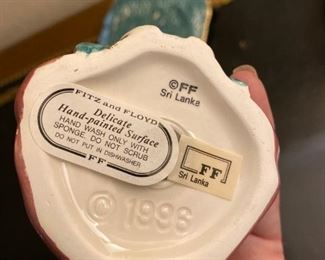 ©FF
Sri Lanka
FITZ and FLOYD
Delicate
Hand-painted Surface
HAND WASH ONLY WITH
SPONGE. DO NOT SCRUB
DO NOT PUT IN DISHWASHER
FF
FF
Sri Lanka
© 1996